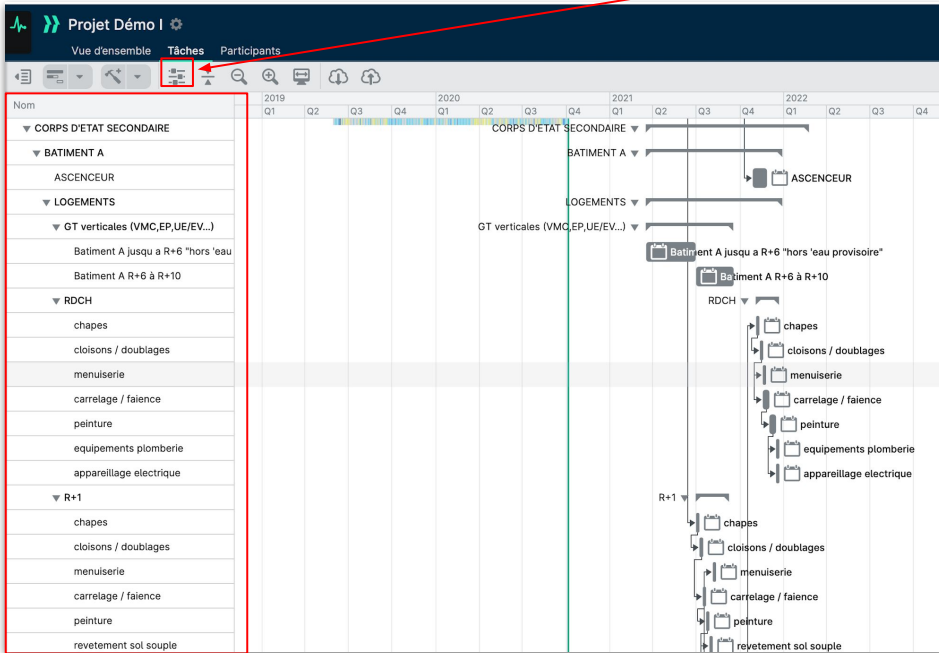 Projet Démo I
Vue d'ensemble Tâches Participants
Nom
2019 2020 2021 2022
Q1 Q2 Q3 Q4 Q1 Q2 Q3 Q4 Q1 Q2 Q3 Q4 Q1 Q2 Q3 Q4
CORPS D'ETAT SECONDAIRE CORPS D'ETAT SECONDAIRE
BATIMENT A BATIMENT A
ASCENCEUR ASCENCEUR
LOGEMENTS LOGEMENTS
GT verticales (VMC,EP,UE/EV...) GT verticales (VMC,EP,UE/EV...)
Batiment A jusqu a R+6 "hors 'eau Batiment A jusqu a R+6 "hors 'eau provisoire"
Batiment A R+6 à R+10 Batiment A R+6 à R+10
RDCH RDCH
chapes chapes
cloisons / doublages cloisons / doublages
menuiserie menuiserie
carrelage / faience carrelage / faience
peinture peinture
equipements plomberie equipements plomberie
appareillage electrique appareillage electrique
R+1 R+1
chapes chapes
cloisons / doublages cloisons / doublages
menuiserie menuiserie
carrelage / faience carrelage / faience
peinture peinture
revetement sol souple revetement sol souple